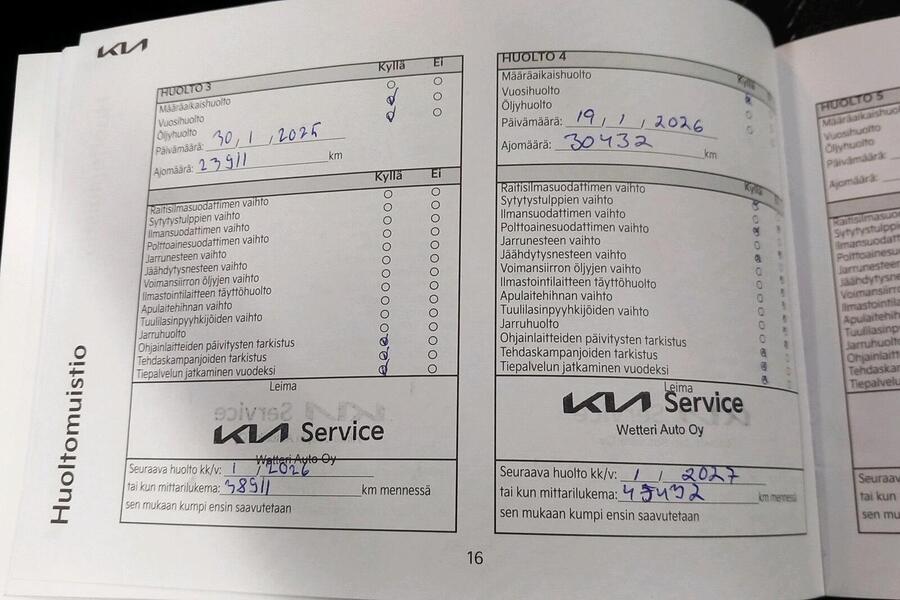 KIA
Huoltomuistio
HUOLTO 3 Kyllä Ei
Määräaikaishuolto
Vuosihuolto
Öljyhuolto
Päivämäärä: 30, 1, 2025
Ajomäärä: 23911 km
Kyllä Ei
Raitisilmasuodattimen vaihto
Sytytystulppien vaihto
Ilmansuodattimen vaihto
Polttoainesuodattimen vaihto
Jarrunesteen vaihto
Jäähdytysnesteen vaihto
Voimansiirron öljyjen vaihto
Ilmastointilaitteen täyttöhuolto
Apulaitehihnan vaihto
Tuulilasinpyyhkijöiden vaihto
Jarruhuolto
Ohjainlaitteiden päivitysten tarkistus
Tehdaskampanjoiden tarkistus
Tiepalvelun jatkaminen vuodeksi
Leima
KIA Service
Wetteri Auto Oy
Seuraava huolto kk/v: 1 / 2026
tai kun mittarilukema: 38911 km mennessä
sen mukaan kumpi ensin saavutetaan
HUOLTO 4 Kyllä
Määräaikaishuolto
Vuosihuolto
Öljyhuolto
Päivämäärä: 19, 1, 2026
Ajomäärä: 30432 km
Kyllä
Raitisilmasuodattimen vaihto
Sytytystulppien vaihto
Ilmansuodattimen vaihto
Polttoainesuodattimen vaihto
Jarrunesteen vaihto
Jäähdytysnesteen vaihto
Voimansiirron öljyjen vaihto
Ilmastointilaitteen täyttöhuolto
Apulaitehihnan vaihto
Tuulilasinpyyhkijöiden vaihto
Jarruhuolto
Ohjainlaitteiden päivitysten tarkistus
Tehdaskampanjoiden tarkistus
Tiepalvelun jatkaminen vuodeksi
Leima
KIA Service
Wetteri Auto Oy
Seuraava huolto kk/v: 1 / 2027
tai kun mittarilukema: 45432 km mennessä
sen mukaan kumpi ensin saavutetaan
16
HUOLTO 5
Vuosihuolto
Öljyhuolto
Päivämäärä:
Ajomäärä: